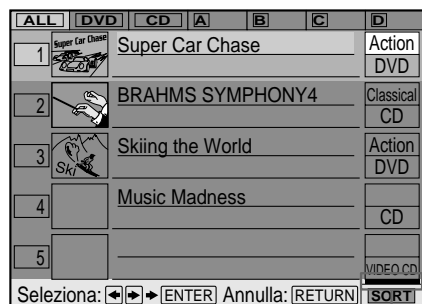 ALL DVD CD A B C D
1 Super Car Chase Super Car Chase Action
DVD
2 BRAHMS SYMPHONY4 Classical
CD
3 Ski Skiing the World Action
DVD
4 Music Madness
CD
5
VIDEO CD
Seleziona: ENTER Annulla: RETURN SORT